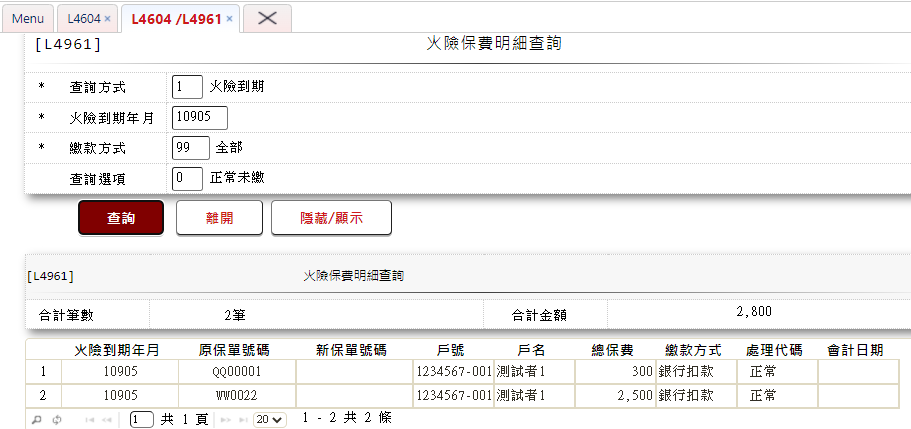 Menu L4604 × L4604 /L4961 ×
[L4961] 火險保費明細查詢
* 查詢方式 1 火險到期
* 火險到期年月 10905
* 繳款方式 99 全部
查詢選項 0 正常未繳
查詢 離開 隱藏/顯示
[L4961] 火險保費明細查詢
合計筆數 2筆 合計金額 2,800
火險到期年月 原保單號碼 新保單號碼 戶號 戶名 總保費 繳款方式 處理代碼 會計日期
1 10905 QQ00001 1234567-001 測試者1 300 銀行扣款 正常
2 10905 WW0022 1234567-001 測試者1 2,500 銀行扣款 正常
1 共 1 頁 20 1 - 2 共 2 條